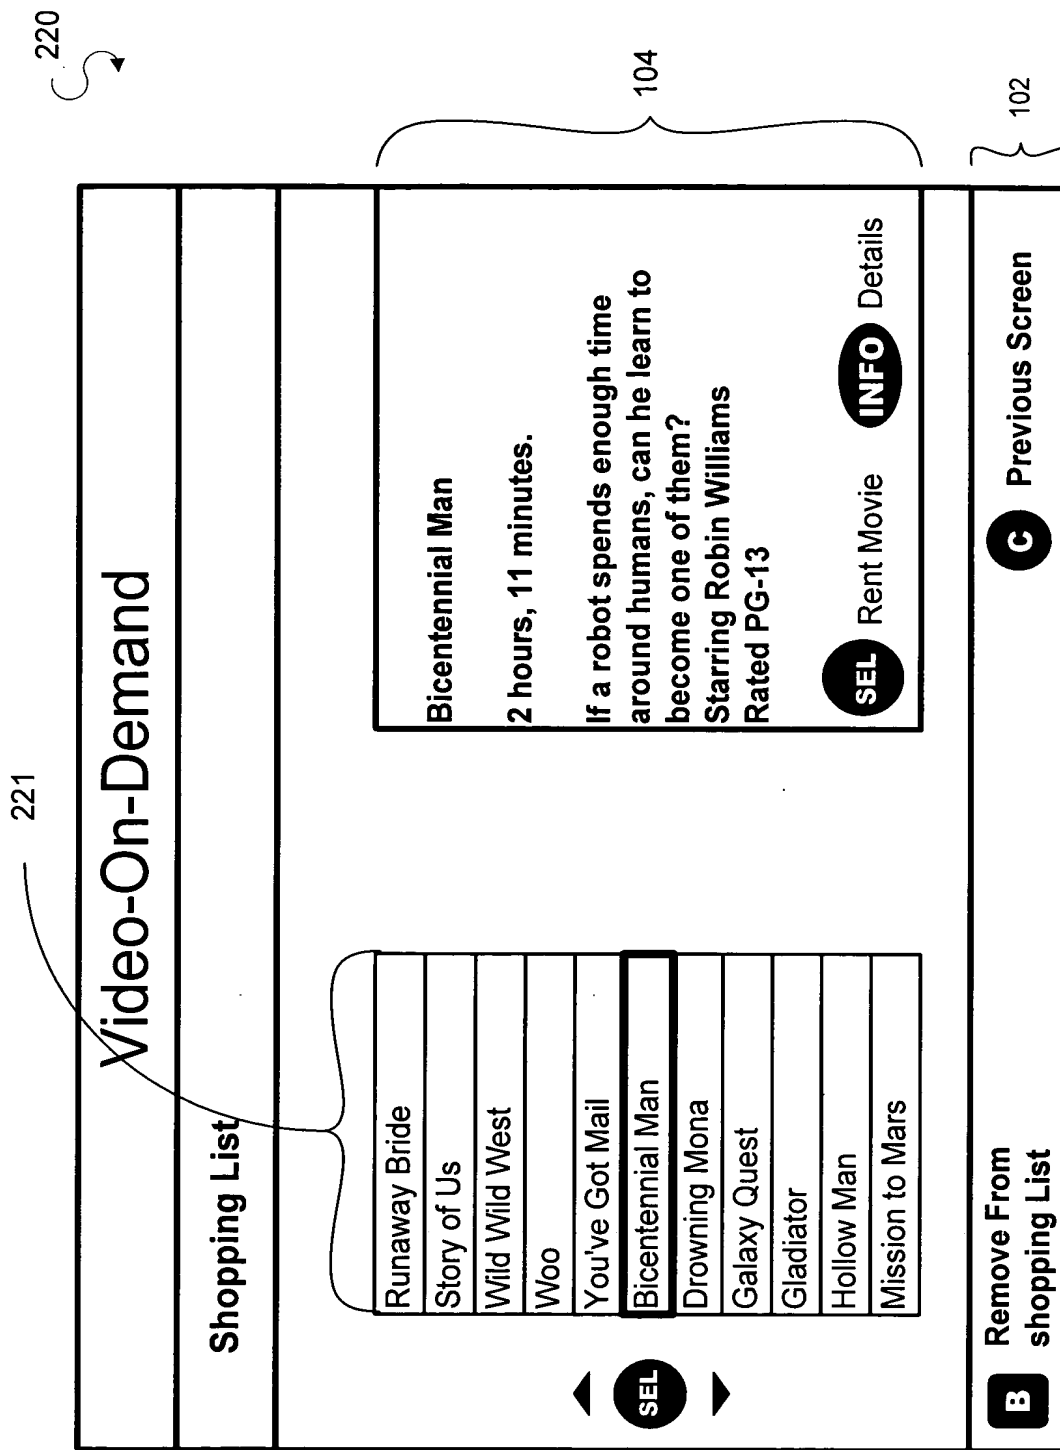 220
221
Video-On-Demand
Shopping List
Runaway Bride
Story of Us
Wild Wild West
Woo
You've Got Mail
Bicentennial Man
Drowning Mona
Galaxy Quest
Gladiator
Hollow Man
Mission to Mars
SEL
Bicentennial Man
2 hours, 11 minutes.
If a robot spends enough time
around humans, can he learn to
become one of them?
Starring Robin Williams
Rated PG-13
SEL Rent Movie INFO Details
104
B Remove From
shopping List
C Previous Screen
102